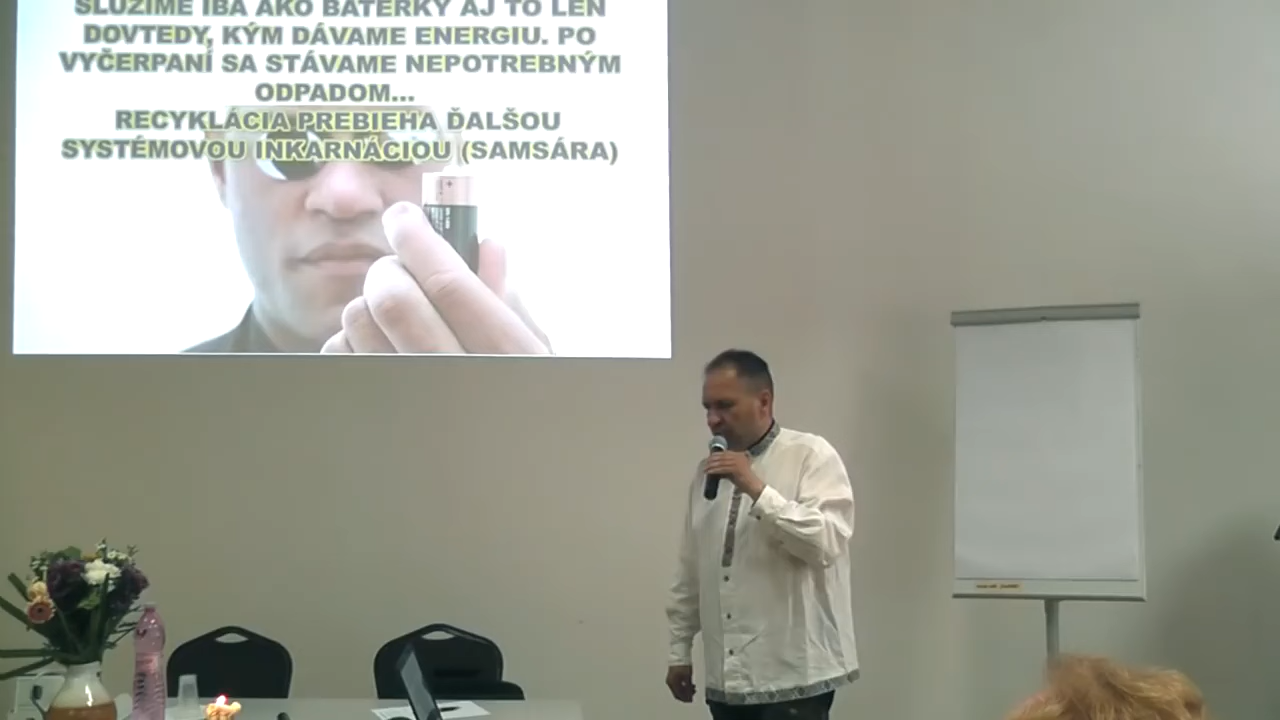 SLÚŽIME IBA AKO BATERKY AJ TO LEN
DOVTEDY, KÝM DÁVAME ENERGIU. PO
VYČERPANÍ SA STÁVAME NEPOTREBNÝM
ODPADOM...
RECYKLÁCIA PREBIEHA ĎALŠOU
SYSTÉMOVOU INKARNÁCIOU (SAMSÁRA)